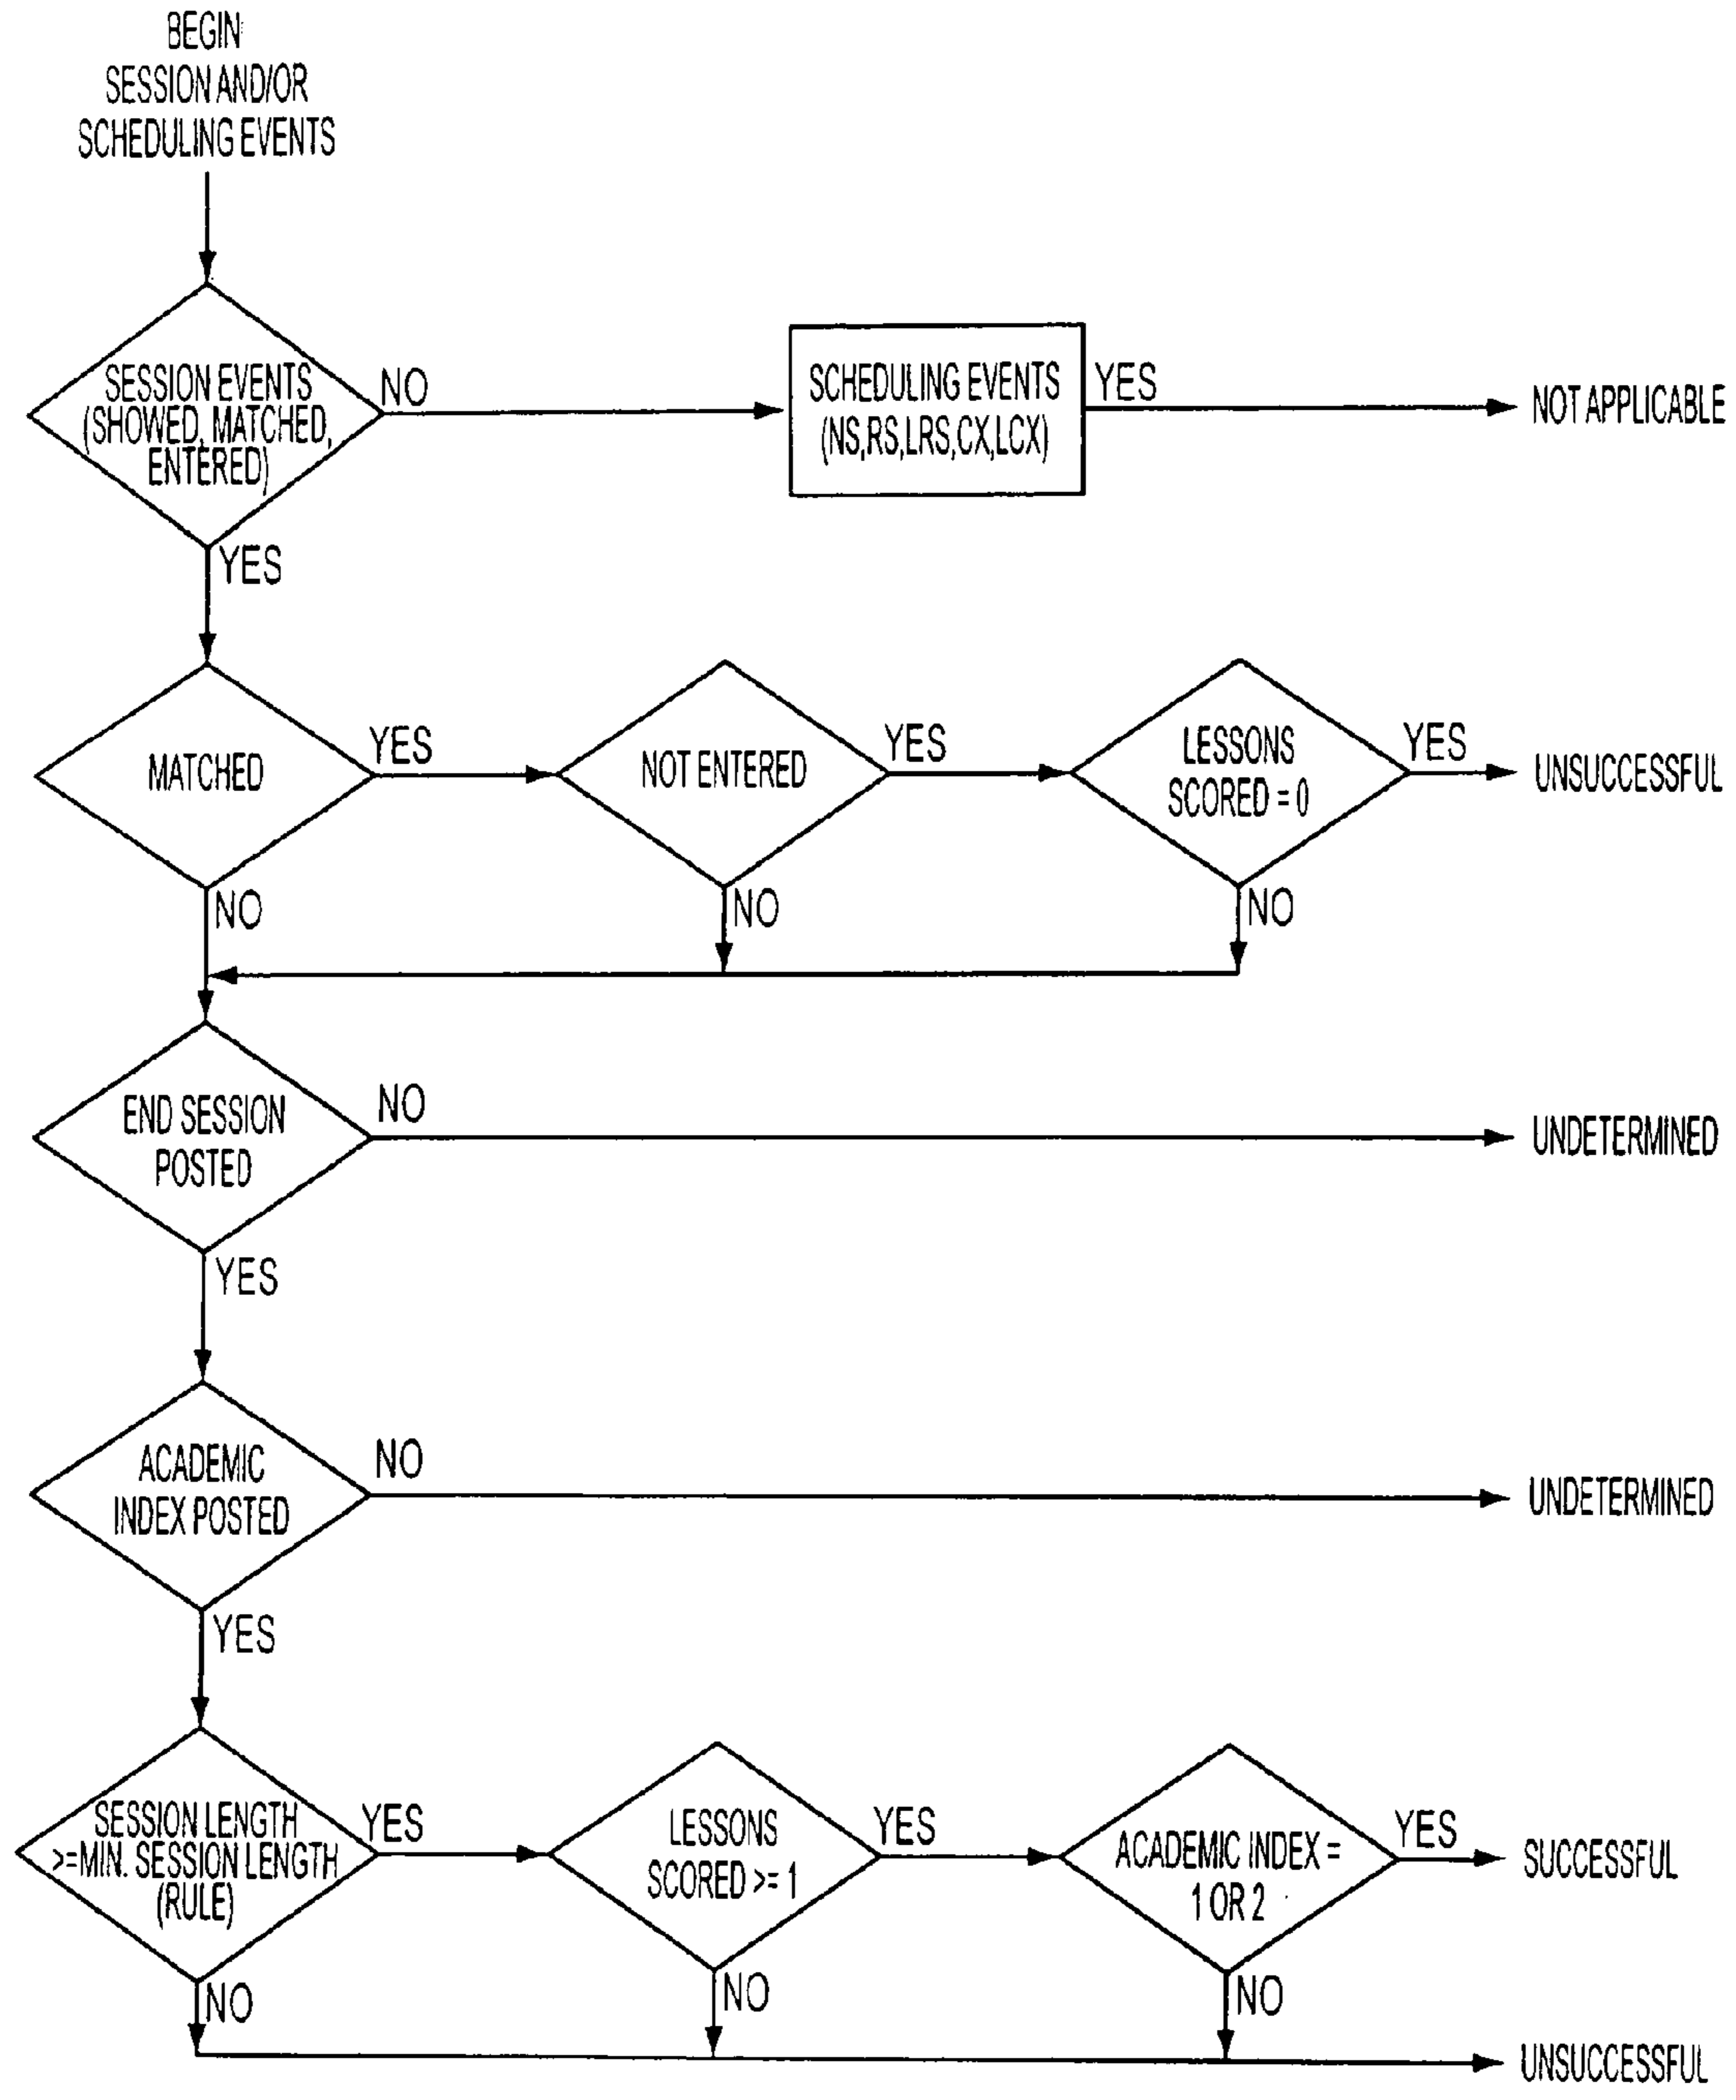 BEGIN
SESSION AND/OR
SCHEDULING EVENTS
SESSION EVENTS
(SHOWED, MATCHED,
ENTERED)
NO
SCHEDULING EVENTS
(NS,RS,LRS,CX,LCX)
YES
NOT APPLICABLE
YES
MATCHED
YES
NOT ENTERED
YES
LESSONS
SCORED = 0
YES
UNSUCCESSFUL
NO
NO
NO
END SESSION
POSTED
NO
UNDETERMINED
YES
ACADEMIC
INDEX POSTED
NO
UNDETERMINED
YES
SESSION LENGTH
>=MIN. SESSION LENGTH
(RULE)
YES
LESSONS
SCORED >= 1
YES
ACADEMIC INDEX =
1 OR 2
YES
SUCCESSFUL
NO
NO
NO
UNSUCCESSFUL